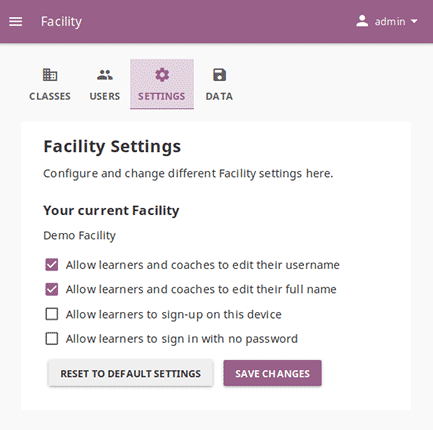 Facility
admin
CLASSES
USERS
SETTINGS
DATA
Facility Settings
Configure and change different Facility settings here.
Your current Facility
Demo Facility
Allow learners and coaches to edit their username
Allow learners and coaches to edit their full name
Allow learners to sign-up on this device
Allow learners to sign in with no password
RESET TO DEFAULT SETTINGS
SAVE CHANGES